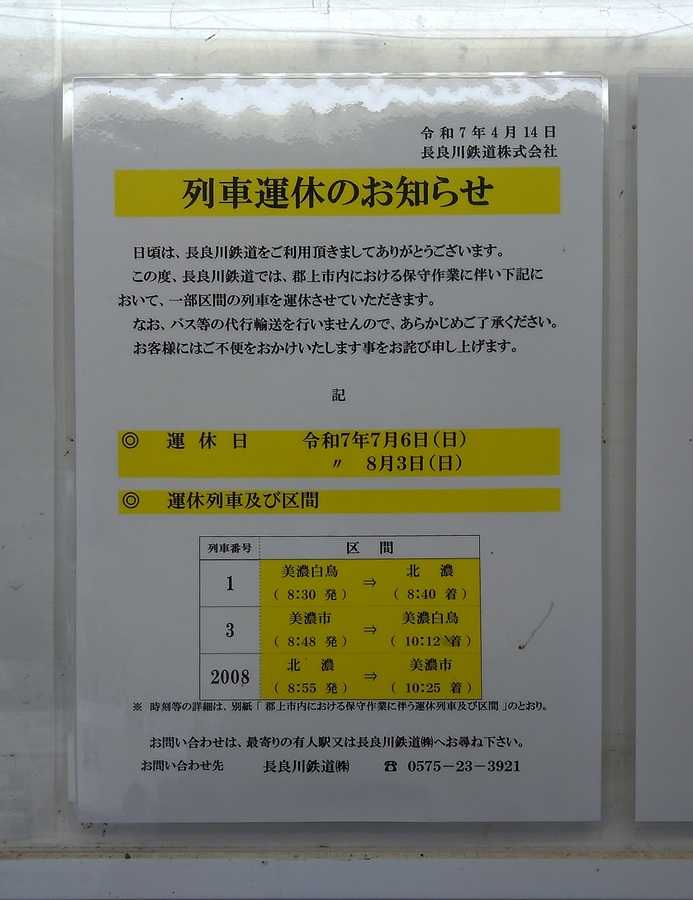 令和7年4月14日
長良川鉄道株式会社
列車運休のお知らせ
日頃は、長良川鉄道をご利用頂きましてありがとうございます。
この度、長良川鉄道では、郡上市内における保守作業に伴い下記に
おいて、一部区間の列車を運休させていただきます。
なお、バス等の代行輸送を行いませんので、あらかじめご了承ください。
お客様にはご不便をおかけいたします事をお詫び申し上げます。
記
◎ 運休日 令和7年7月6日(日)
〃 8月3日(日)
◎ 運休列車及び区間
列車番号 区間
1 美濃白鳥 ⇒ 北濃
(8:30 発) (8:40 着)
3 美濃市 ⇒ 美濃白鳥
(8:48 発) (10:12 着)
2008 北濃 ⇒ 美濃市
(8:55 発) (10:25 着)
※ 時刻等の詳細は、別紙「郡上市内における保守作業に伴う運休列車及び区間」のとおり。
お問い合わせは、最寄りの有人駅又は長良川鉄道㈱へお尋ね下さい。
お問い合わせ先 長良川鉄道㈱ ☎ 0575-23-3921